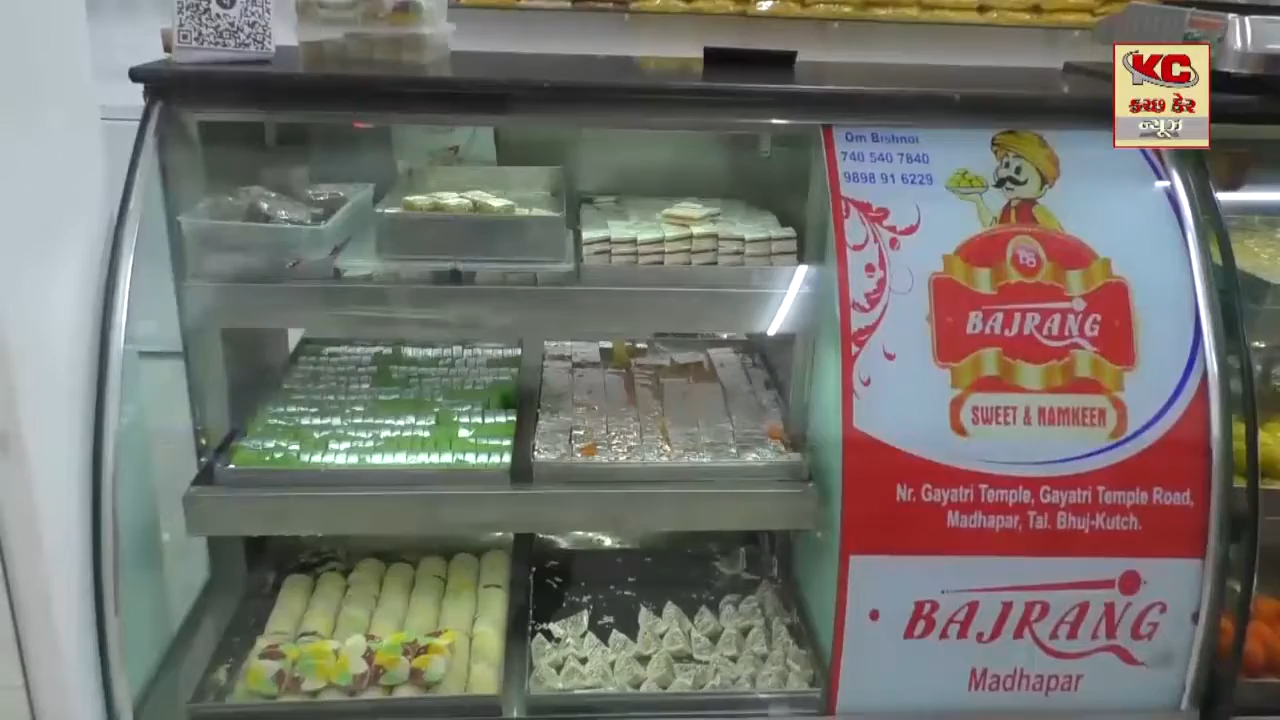 KC
કચ્છ કેર
ન્યૂઝ
Om Bishnoi
740 540 7840
9898 91 6229
BAJRANG
SWEET & NAMKEEN
Nr. Gayatri Temple, Gayatri Temple Road,
Madhapar, Tal. Bhuj-Kutch.
BAJRANG
Madhapar